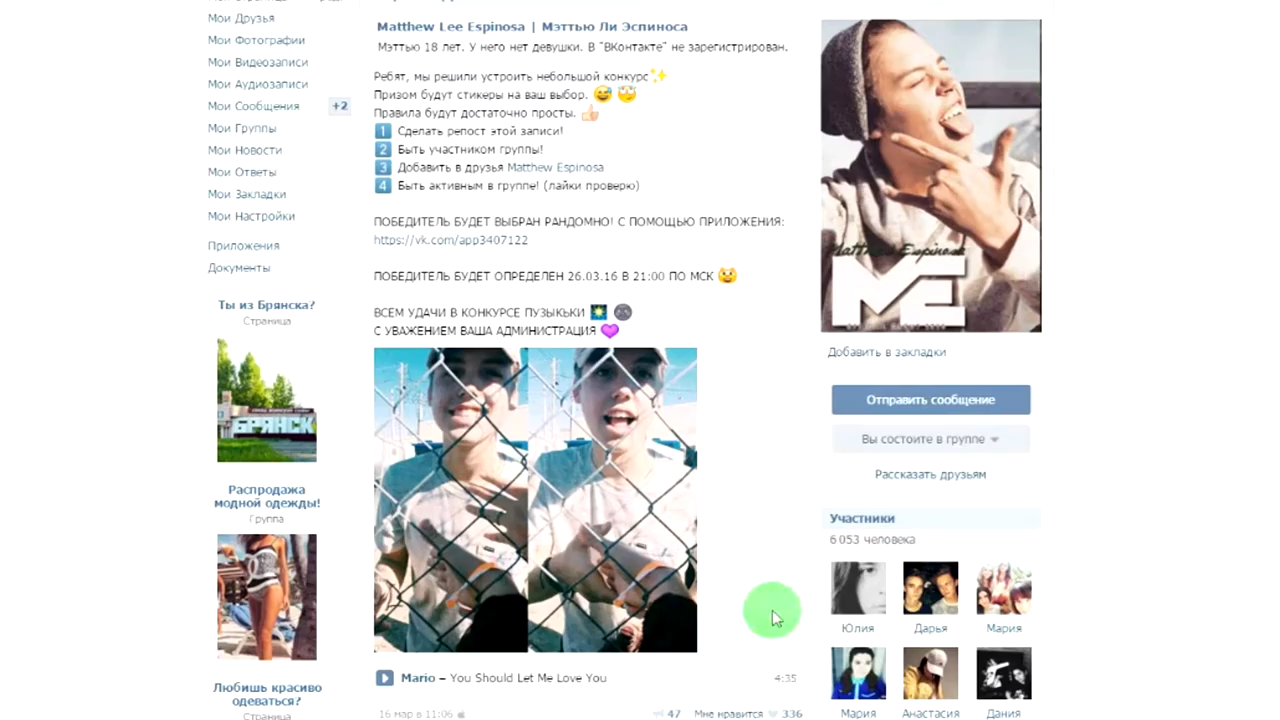 Мои Друзья
Мои Фотографии
Мои Видеозаписи
Мои Аудиозаписи
Мои Сообщения +2
Мои Группы
Мои Новости
Мои Ответы
Мои Закладки
Мои Настройки
Приложения
Документы
Ты из Брянска?
Страница
БРЯНСК
Распродажа
модной одежды!
Группа
Любишь красиво
одеваться?
Страница
Matthew Lee Espinosa | Мэттью Ли Эспиноса
Мэттью 18 лет. У него нет девушки. В "ВКонтакте" не зарегистрирован.
Ребят, мы решили устроить небольшой конкурс✨
Призом будут стикеры на ваш выбор. 😅 😇
Правила будут достаточно просты. 👍
1 Сделать репост этой записи!
2 Быть участником группы!
3 Добавить в друзья Matthew Espinosa
4 Быть активным в группе! (лайки проверю)
ПОБЕДИТЕЛЬ БУДЕТ ВЫБРАН РАНДОМНО! С ПОМОЩЬЮ ПРИЛОЖЕНИЯ:
https://vk.com/app3407122
ПОБЕДИТЕЛЬ БУДЕТ ОПРЕДЕЛЕН 26.03.16 В 21:00 ПО МСК
ВСЕМ УДАЧИ В КОНКУРСЕ ПУЗЫКЬКИ
С УВАЖЕНИЕМ ВАША АДМИНИСТРАЦИЯ 💜
Mario – You Should Let Me Love You 4:35
16 мар в 11:06 47 Мне нравится 336
Matthew Espinosa
ME
Добавить в закладки
Отправить сообщение
Вы состоите в группе
Рассказать друзьям
Участники
6 053 человека
Юлия Дарья Мария
Мария Анастасия Дания